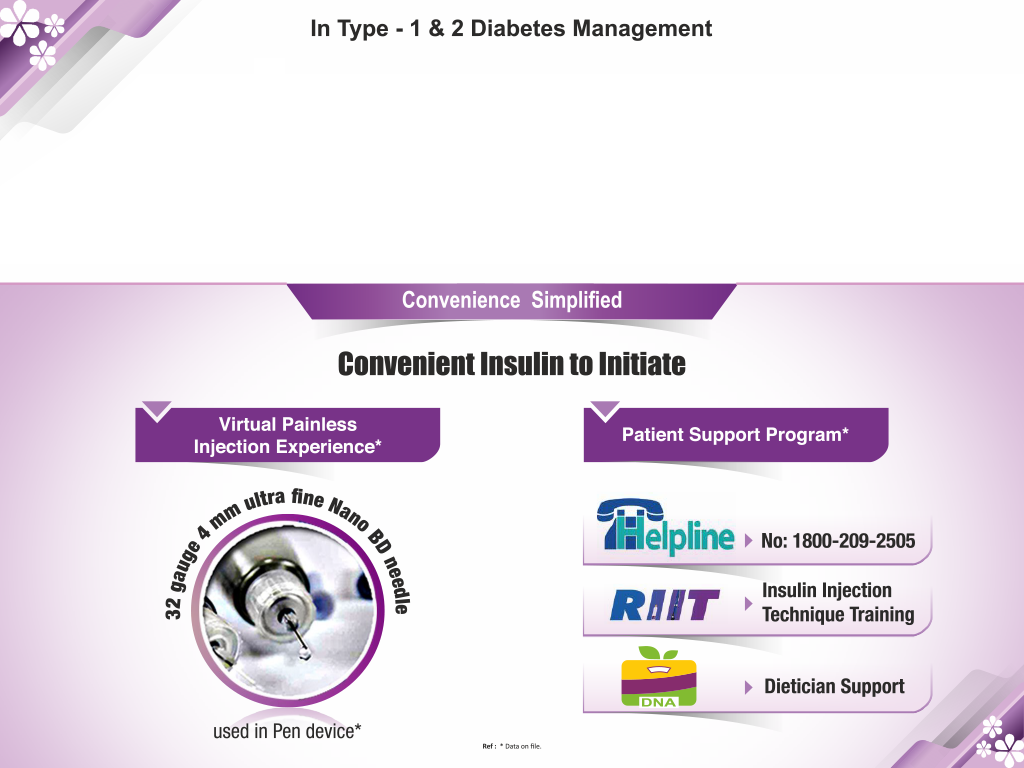 In Type - 1 & 2 Diabetes Management
Convenience Simplified
Convenient Insulin to Initiate
Virtual Painless
Injection Experience*
32 gauge 4 mm ultra fine Nano BD needle
used in Pen device*
Patient Support Program*
Helpline
No: 1800-209-2505
RIIT
Insulin Injection
Technique Training
DNA
Dietician Support
Ref : * Data on file.